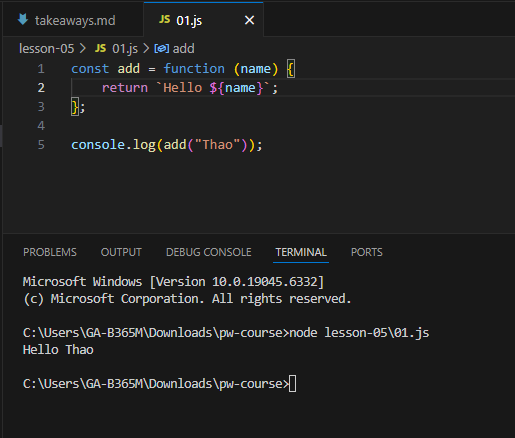 takeaways.md
JS 01.js
lesson-05 > JS 01.js > add
1 const add = function (name) {
2     return `Hello ${name}`;
3 };
4
5 console.log(add("Thao"));
PROBLEMS OUTPUT DEBUG CONSOLE TERMINAL PORTS
Microsoft Windows [Version 10.0.19045.6332]
(c) Microsoft Corporation. All rights reserved.
C:\Users\GA-B365M\Downloads\pw-course>node lesson-05\01.js
Hello Thao
C:\Users\GA-B365M\Downloads\pw-course>